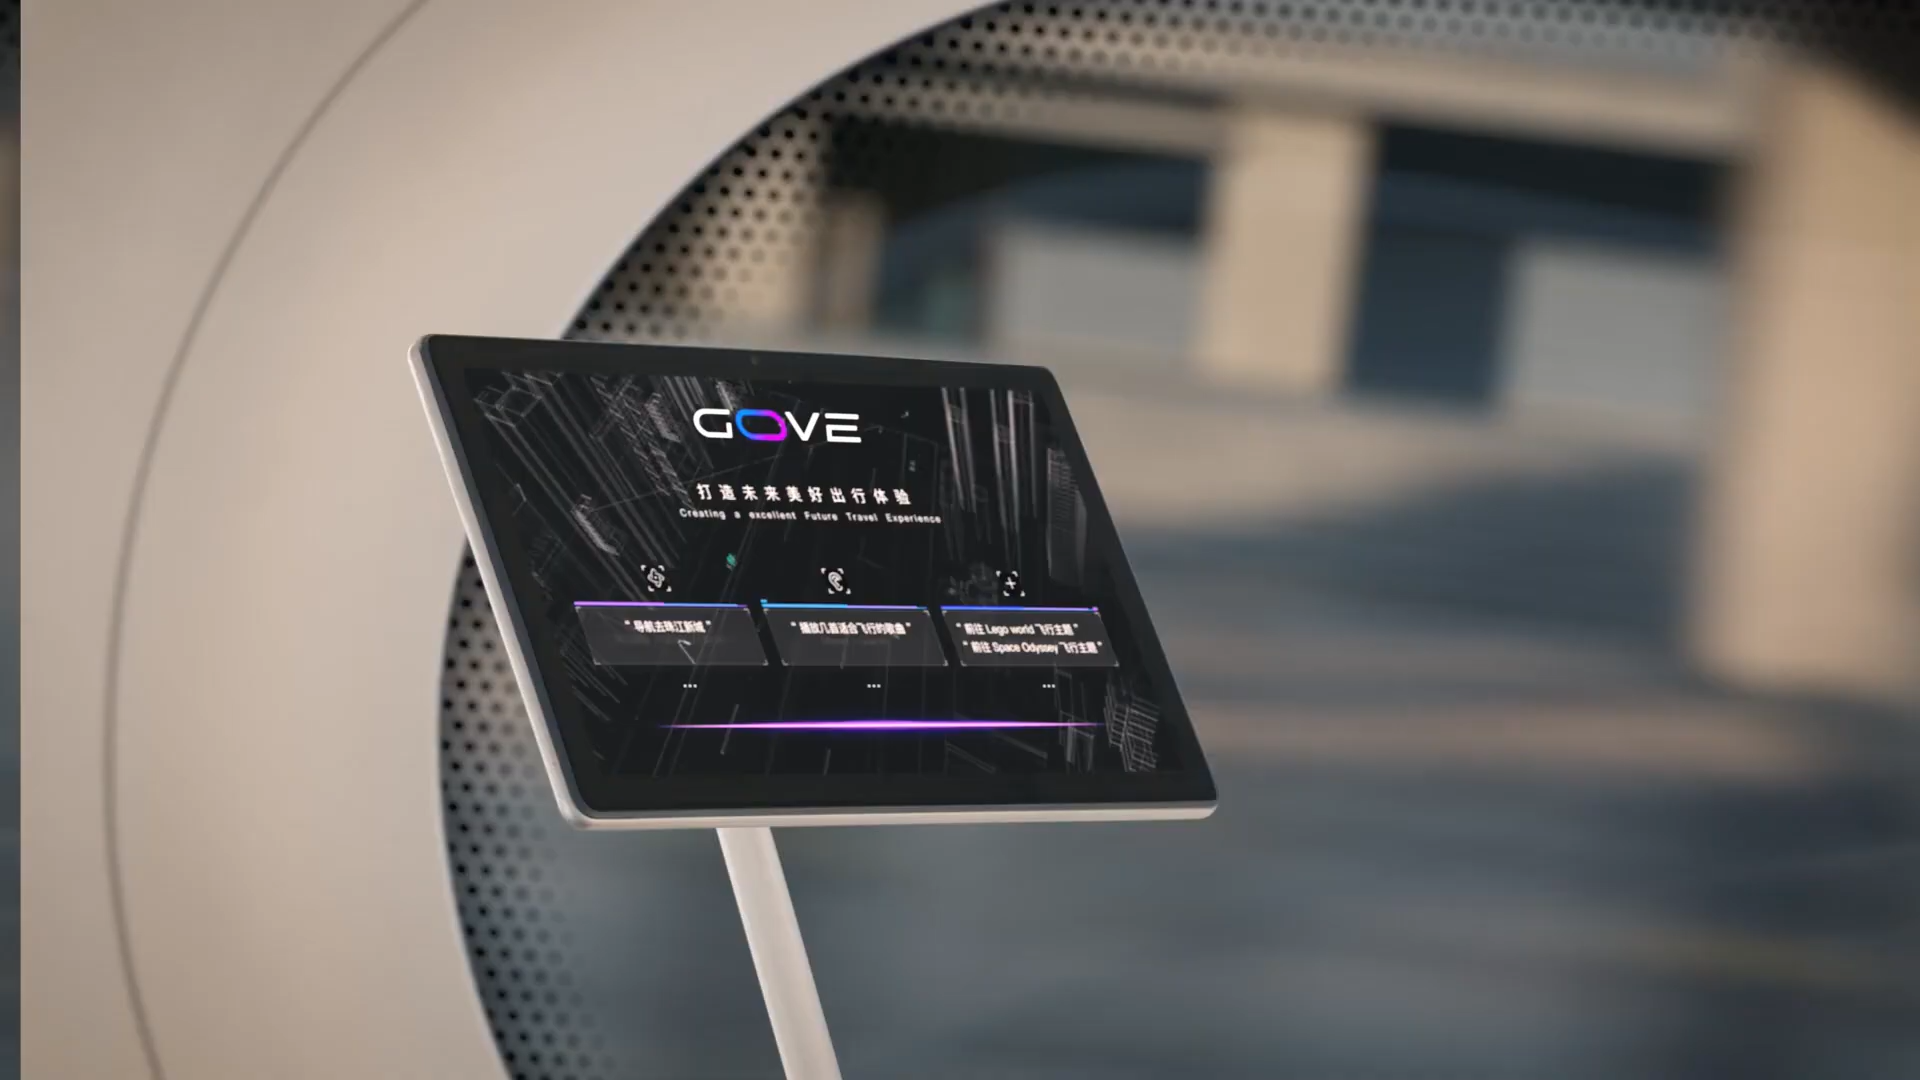 GOVE
打造未来美好出行体验
Creating a excellent Future Travel Experience
“导航去珠江新城”
“播放几首适合飞行的歌曲”
“前往 Lego world 飞行主题”
“前往 Space Odyssey 飞行主题”
...
...
...